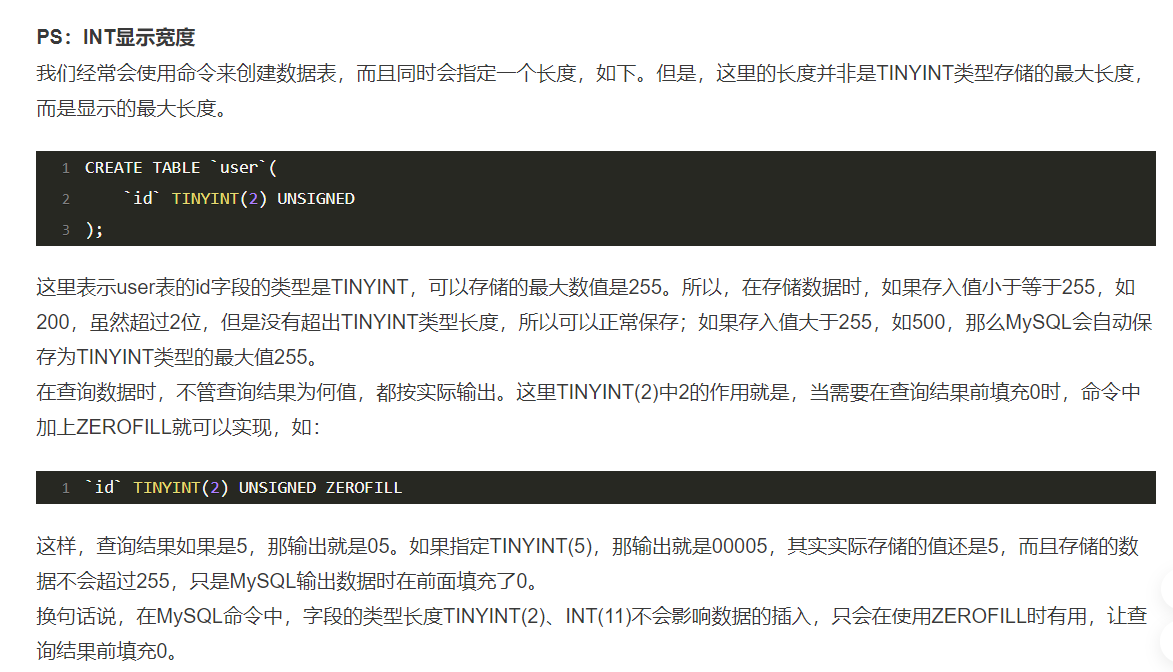 PS：INT显示宽度
我们经常会使用命令来创建数据表，而且同时会指定一个长度，如下。但是，这里的长度并非是TINYINT类型存储的最大长度，
而是显示的最大长度。
1 CREATE TABLE `user`(
2     `id` TINYINT(2) UNSIGNED
3 );
这里表示user表的id字段的类型是TINYINT，可以存储的最大数值是255。所以，在存储数据时，如果存入值小于等于255，如
200，虽然超过2位，但是没有超出TINYINT类型长度，所以可以正常保存；如果存入值大于255，如500，那么MySQL会自动保
存为TINYINT类型的最大值255。
在查询数据时，不管查询结果为何值，都按实际输出。这里TINYINT(2)中2的作用就是，当需要在查询结果前填充0时，命令中
加上ZEROFILL就可以实现，如：
1 `id` TINYINT(2) UNSIGNED ZEROFILL
这样，查询结果如果是5，那输出就是05。如果指定TINYINT(5)，那输出就是00005，其实实际存储的值还是5，而且存储的数
据不会超过255，只是MySQL输出数据时在前面填充了0。
换句话说，在MySQL命令中，字段的类型长度TINYINT(2)、INT(11)不会影响数据的插入，只会在使用ZEROFILL时有用，让查
询结果前填充0。